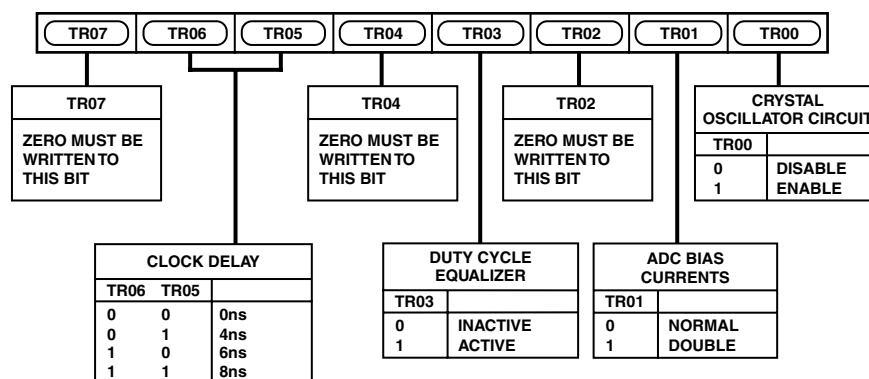 TR07 TR06 TR05 TR04 TR03 TR02 TR01 TR00
TR07
ZERO MUST BE
WRITTEN TO
THIS BIT
TR04
ZERO MUST BE
WRITTEN TO
THIS BIT
TR02
ZERO MUST BE
WRITTEN TO
THIS BIT
CRYSTAL
OSCILLATOR CIRCUIT
TR00
0 DISABLE
1 ENABLE
CLOCK DELAY
TR06 TR05
0 0 0ns
0 1 4ns
1 0 6ns
1 1 8ns
DUTY CYCLE
EQUALIZER
TR03
0 INACTIVE
1 ACTIVE
ADC BIAS
CURRENTS
TR01
0 NORMAL
1 DOUBLE